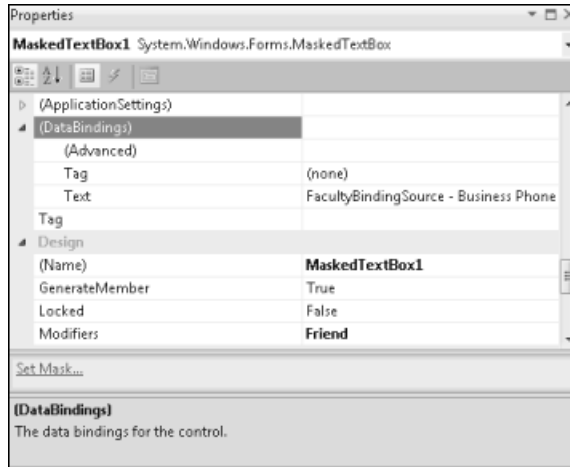 Properties
MaskedTextBox1 System.Windows.Forms.MaskedTextBox
(ApplicationSettings)
(DataBindings)
(Advanced)
Tag (none)
Text FacultyBindingSource - Business Phone
Tag
Design
(Name) MaskedTextBox1
GenerateMember True
Locked False
Modifiers Friend
Set Mask...
(DataBindings)
The data bindings for the control.